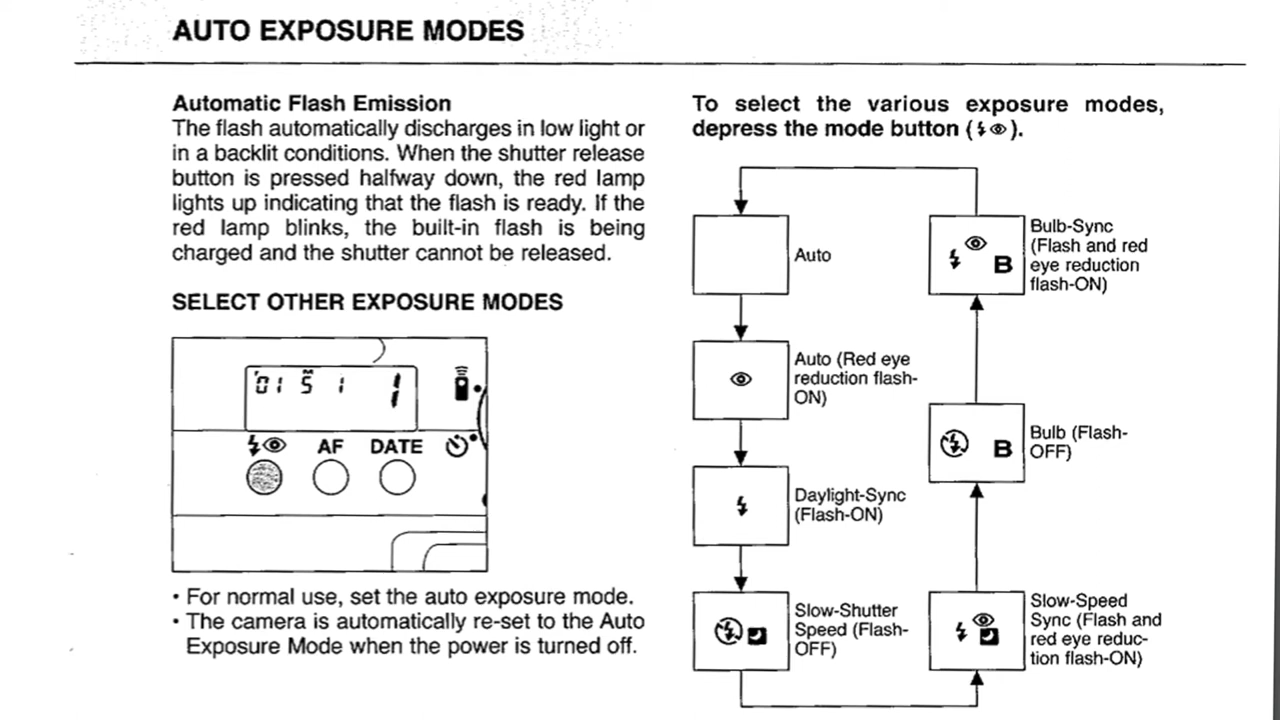 AUTO EXPOSURE MODES
Automatic Flash Emission
The flash automatically discharges in low light or
in a backlit conditions. When the shutter release
button is pressed halfway down, the red lamp
lights up indicating that the flash is ready. If the
red lamp blinks, the built-in flash is being
charged and the shutter cannot be released.
SELECT OTHER EXPOSURE MODES
'01 M5 1 1
AF DATE
• For normal use, set the auto exposure mode.
• The camera is automatically re-set to the Auto
Exposure Mode when the power is turned off.
To select the various exposure modes,
depress the mode button ( ).
Auto
Auto (Red eye
reduction flash-
ON)
Daylight-Sync
(Flash-ON)
Slow-Shutter
Speed (Flash-
OFF)
B
Bulb-Sync
(Flash and red
eye reduction
flash-ON)
B
Bulb (Flash-
OFF)
Slow-Speed
Sync (Flash and
red eye reduc-
tion flash-ON)